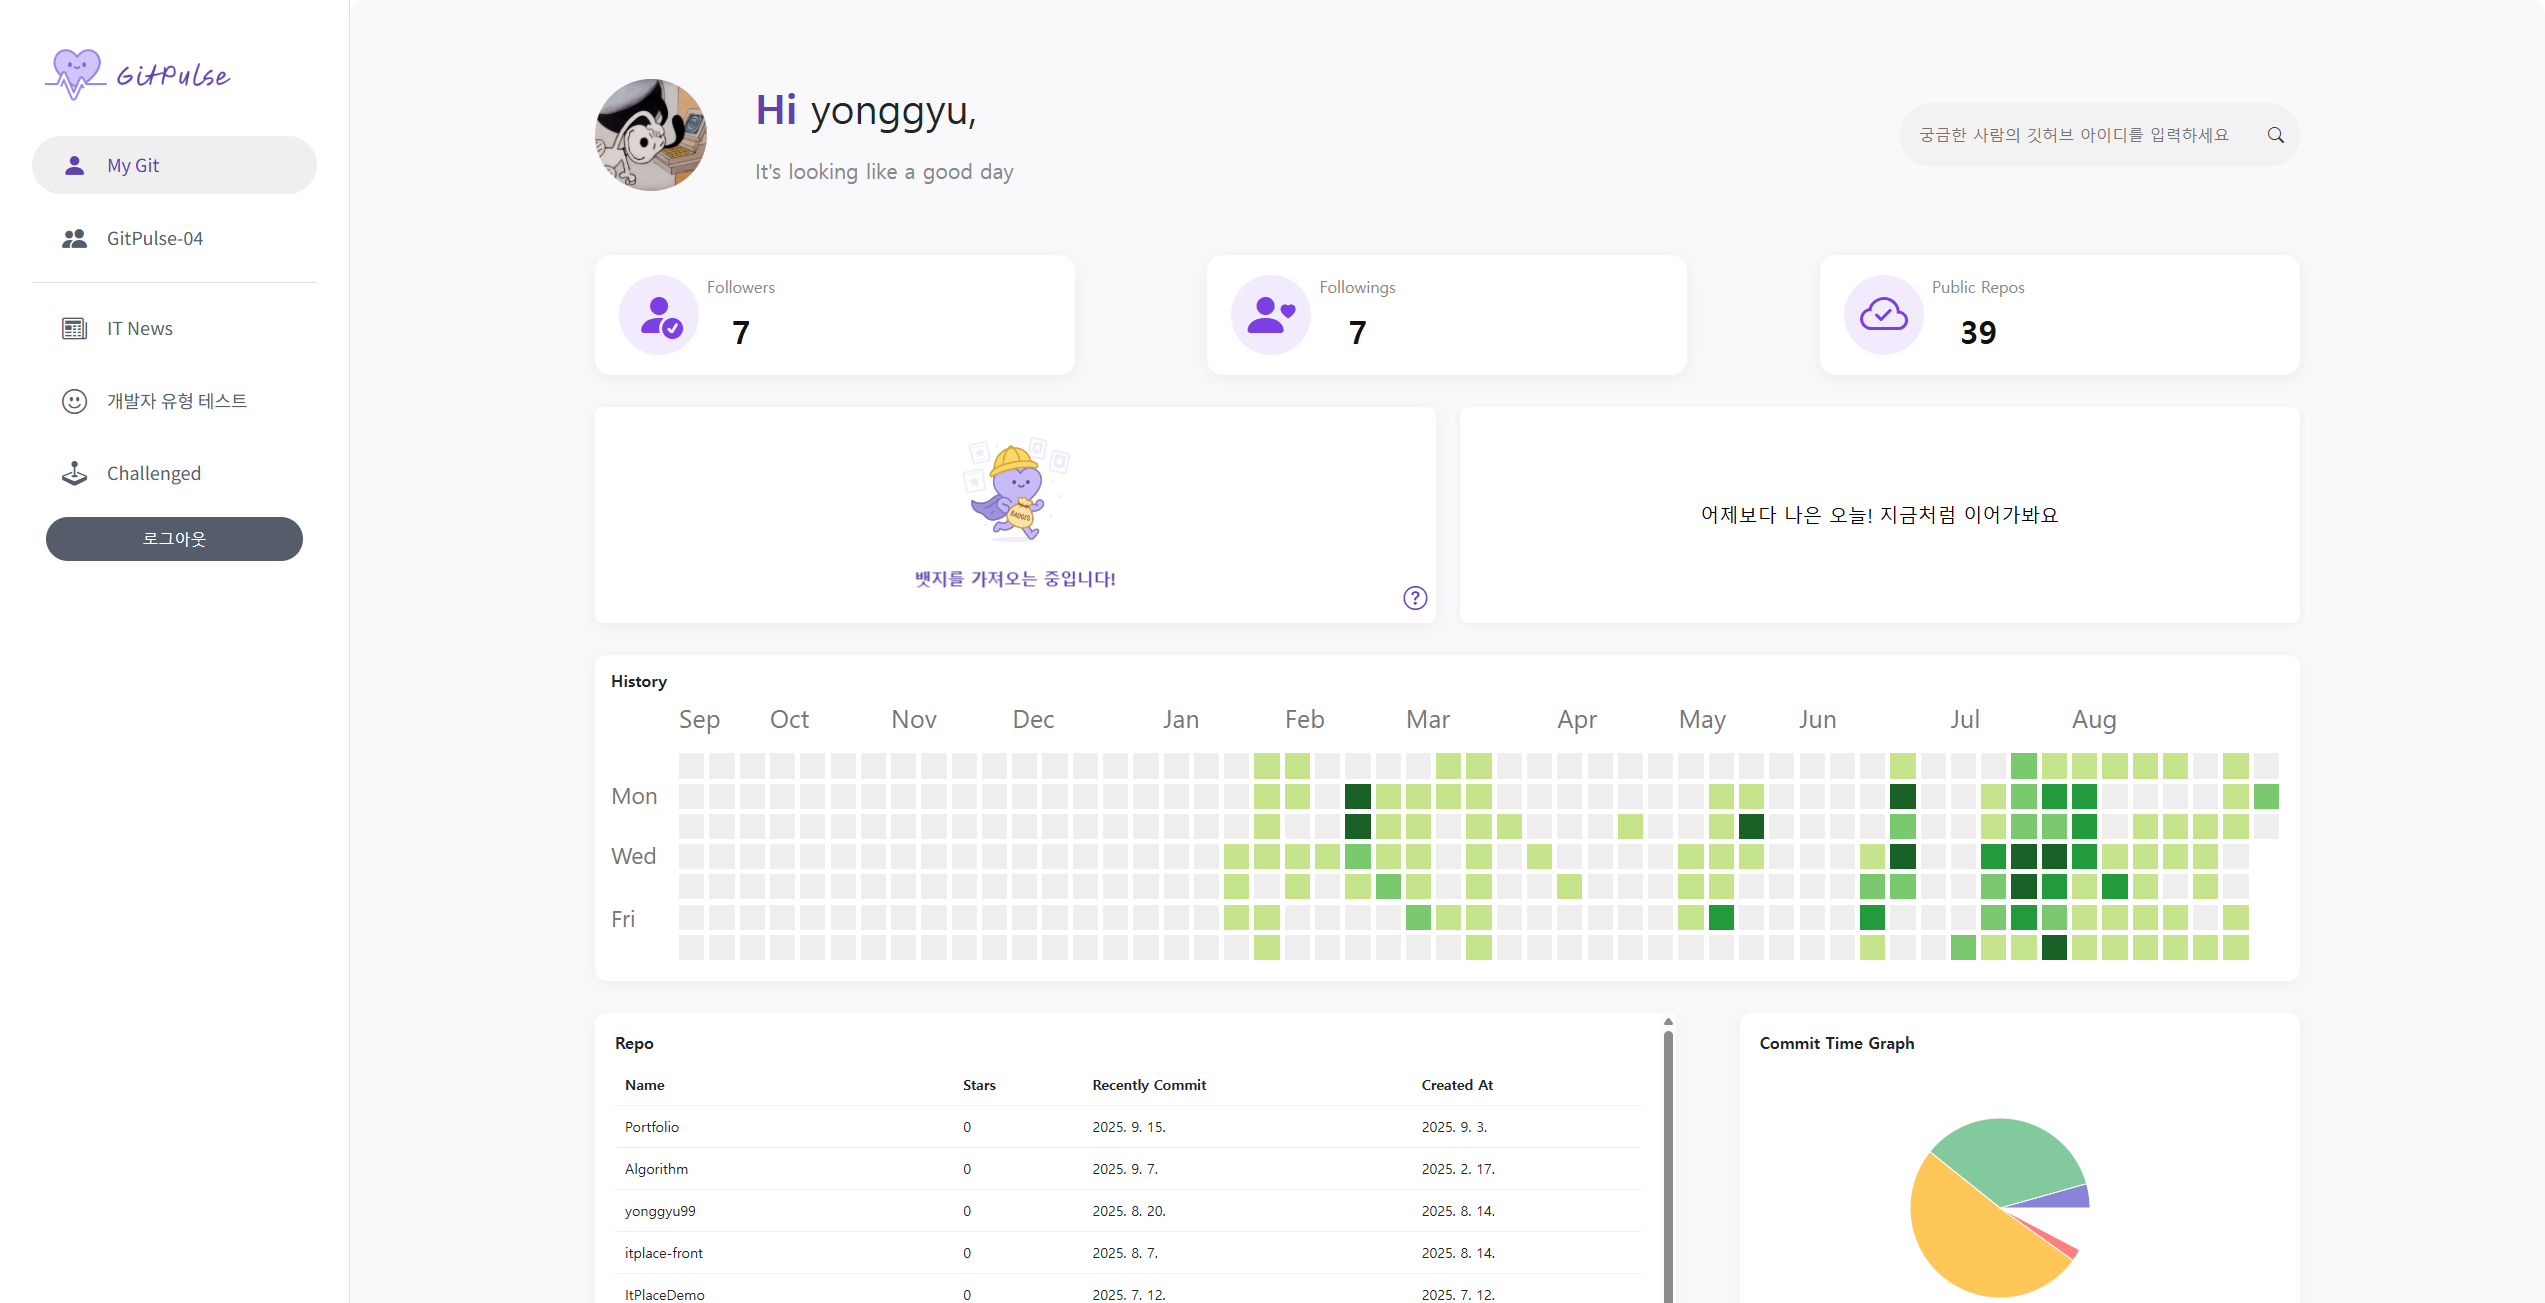 GitPulse
My Git
GitPulse-04
IT News
개발자 유형 테스트
Challenged
로그아웃
Hi yonggyu,
It's looking like a good day
궁금한 사람의 깃허브 아이디를 입력하세요
Followers
7
Followings
7
Public Repos
39
BADGES
뱃지를 가져오는 중입니다!
?
어제보다 나은 오늘! 지금처럼 이어가봐요
History
Sep Oct Nov Dec Jan Feb Mar Apr May Jun Jul Aug
Mon
Wed
Fri
Repo
Name Stars Recently Commit Created At
Portfolio 0 2025. 9. 15. 2025. 9. 3.
Algorithm 0 2025. 9. 7. 2025. 2. 17.
yonggyu99 0 2025. 8. 20. 2025. 8. 14.
itplace-front 0 2025. 8. 7. 2025. 8. 14.
ItPlaceDemo 0 2025. 7. 12. 2025. 7. 12.
Commit Time Graph